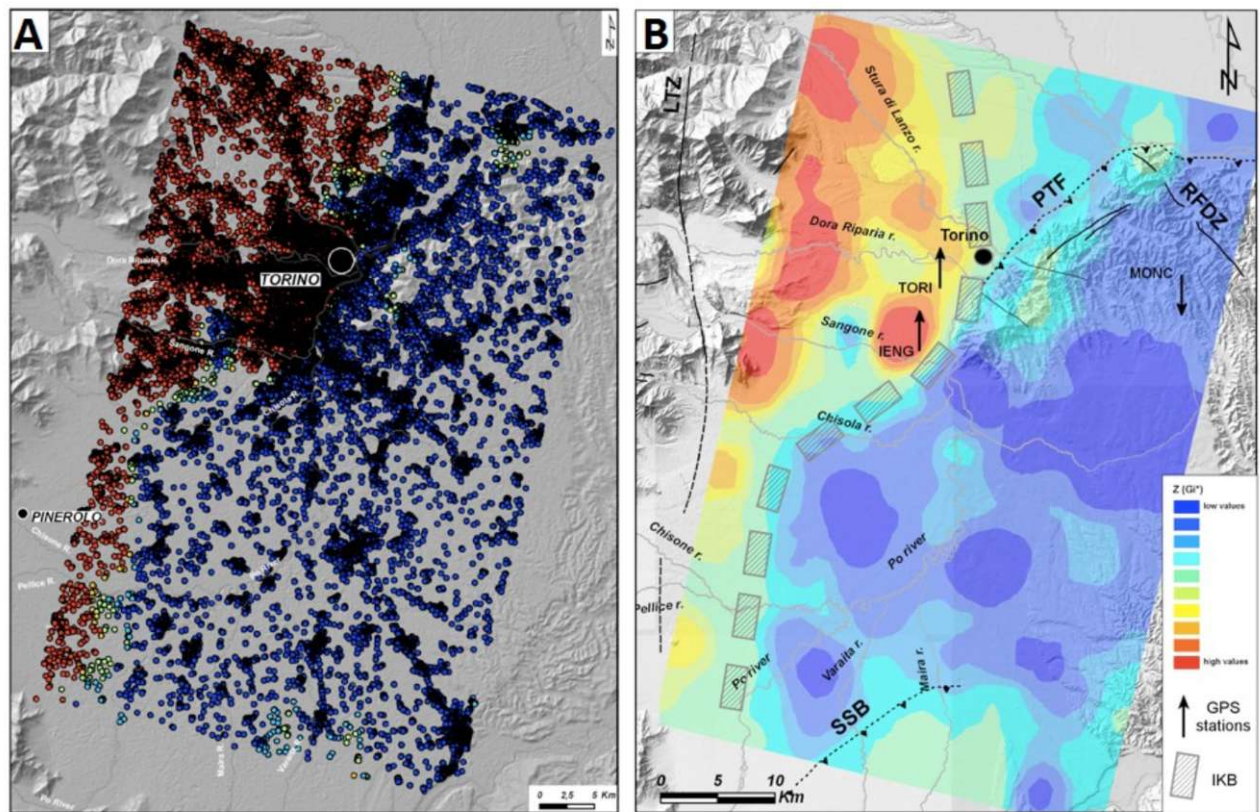 A
N
Dora Riparia R.
TORINO
Sangone R.
Chisola R.
PINEROLO
Chisone R.
Pellice R.
Maira R.
Po River
0 2,5 5 Km
B
N
LTZ
Stura di Lanzo r.
PTF
RFDZ
Dora Riparia r.
Torino
TORI
MONC
Sangone r.
IENG
Chisola r.
Chisone r.
Po river
Pellice r.
Po river
Varaita r.
Maira r.
SSB
0 5 10
Km
Z (Gi*)
low values
high values
GPS
stations
IKB